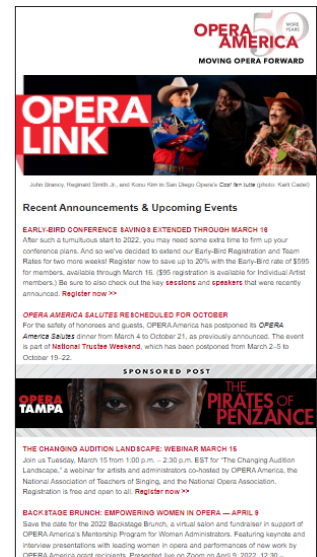 OPERA
AMERICA
50
MORE
YEARS
MOVING OPERA FORWARD
OPERA
LINK
John Brancy, Reginald Smith Jr., and Konu Kim in San Diego Opera's Così fan tutte (photo: Karli Cadel)
Recent Announcements & Upcoming Events
EARLY-BIRD CONFERENCE SAVINGS EXTENDED THROUGH MARCH 16
After such a tumultuous start to 2022, you may need some extra time to firm up your
conference plans. And so we've decided to extend our Early-Bird Registration and Team
Rates for two more weeks! Register now to save up to 20% with the Early-Bird rate of $595
for members, available through March 16. ($95 registration is available for Individual Artist
members.) Be sure to also check out the key sessions and speakers that were recently
announced. Register now >>
OPERA AMERICA SALUTES RESCHEDULED FOR OCTOBER
For the safety of honorees and guests, OPERA America has postponed its OPERA
America Salutes dinner from March 4 to October 21, as previously announced. The event
is part of National Trustee Weekend, which has been postponed from March 2–5 to
October 19–22.
SPONSORED POST
OPERA
TAMPA
THE
PIRATES OF
PENZANCE
THE CHANGING AUDITION LANDSCAPE: WEBINAR MARCH 15
Join us Tuesday, March 15 from 1:00 p.m. – 2:30 p.m. EST for "The Changing Audition
Landscape," a webinar for artists and administrators co-hosted by OPERA America, the
National Association of Teachers of Singing, and the National Opera Association.
Registration is free and open to all. Register now >>
BACKSTAGE BRUNCH: EMPOWERING WOMEN IN OPERA — APRIL 9
Save the date for the 2022 Backstage Brunch, a virtual salon and fundraiser in support of
OPERA America's Mentorship Program for Women Administrators. Featuring keynote and
interview presentations with leading women in opera and performances of new work by
OPERA America grant recipients. Presented live on Zoom on April 9, 2022, 12:30 –